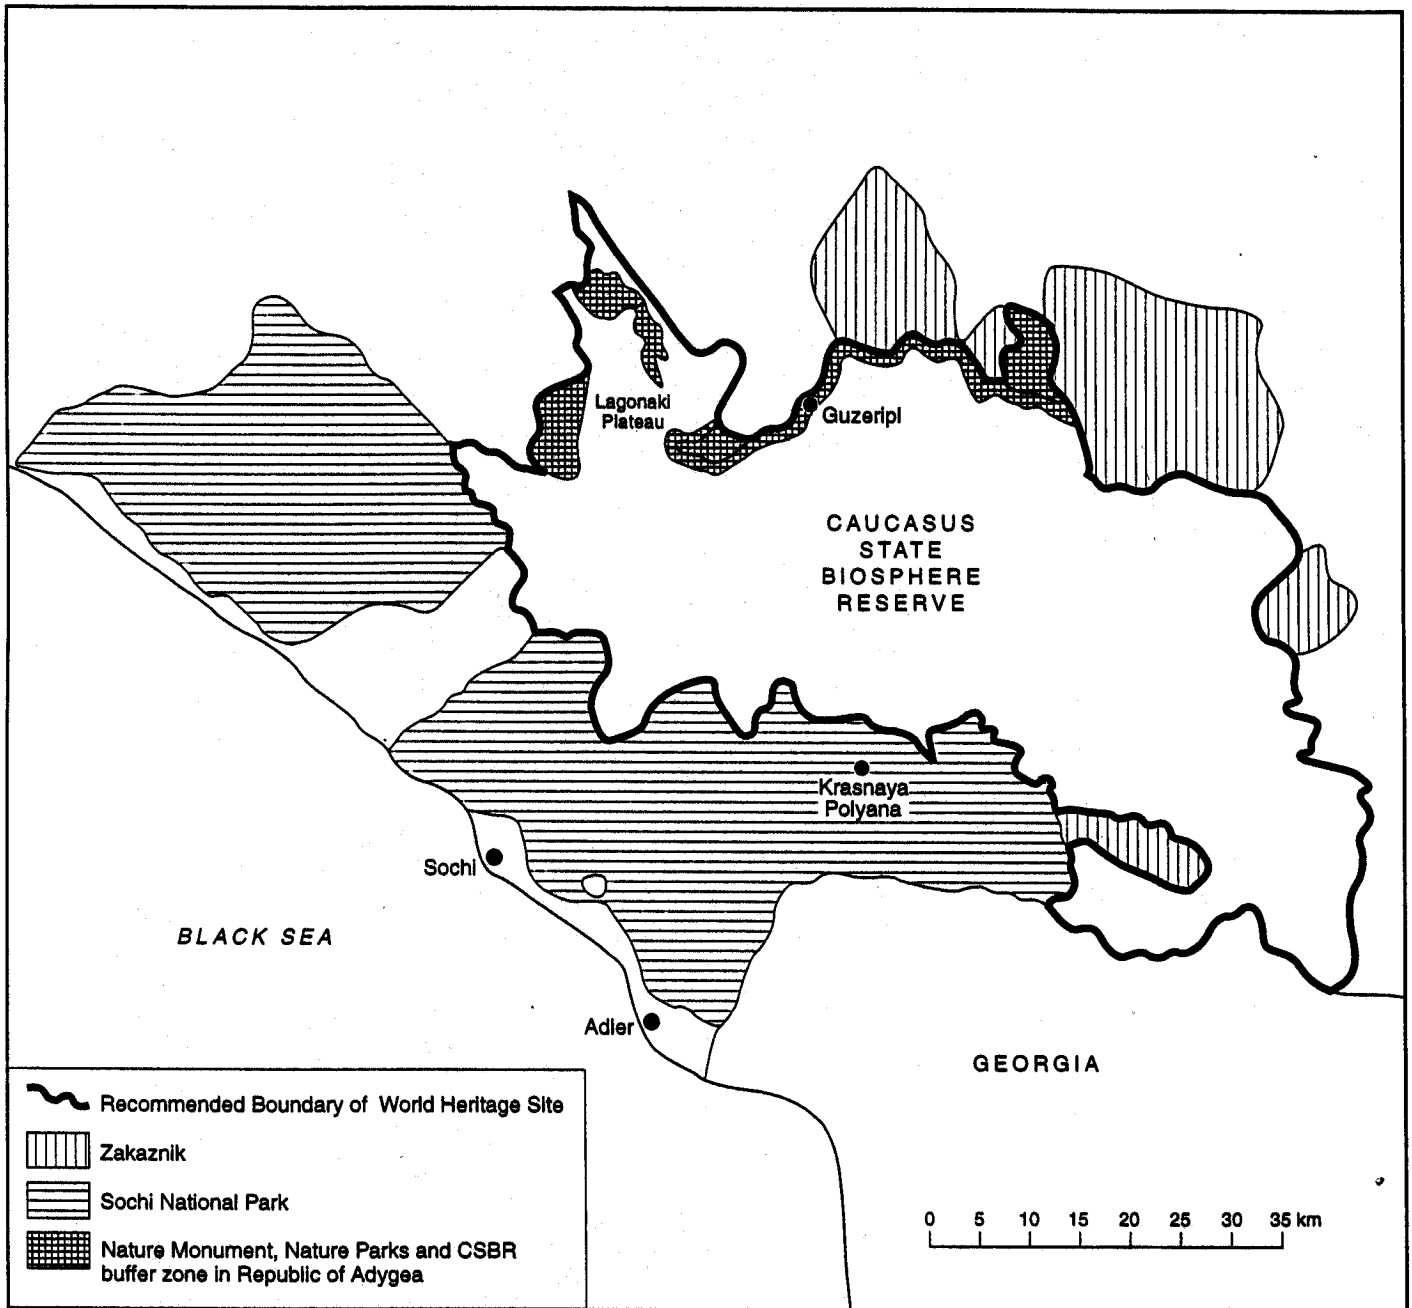 Lagonaki
Plateau
Guzeripl
CAUCASUS
STATE
BIOSPHERE
RESERVE
Krasnaya
Polyana
Sochi
BLACK SEA
Adler
GEORGIA
Recommended Boundary of World Heritage Site
Zakaznik
Sochi National Park
Nature Monument, Nature Parks and CSBR
buffer zone in Republic of Adygea
0 5 10 15 20 25 30 35 km